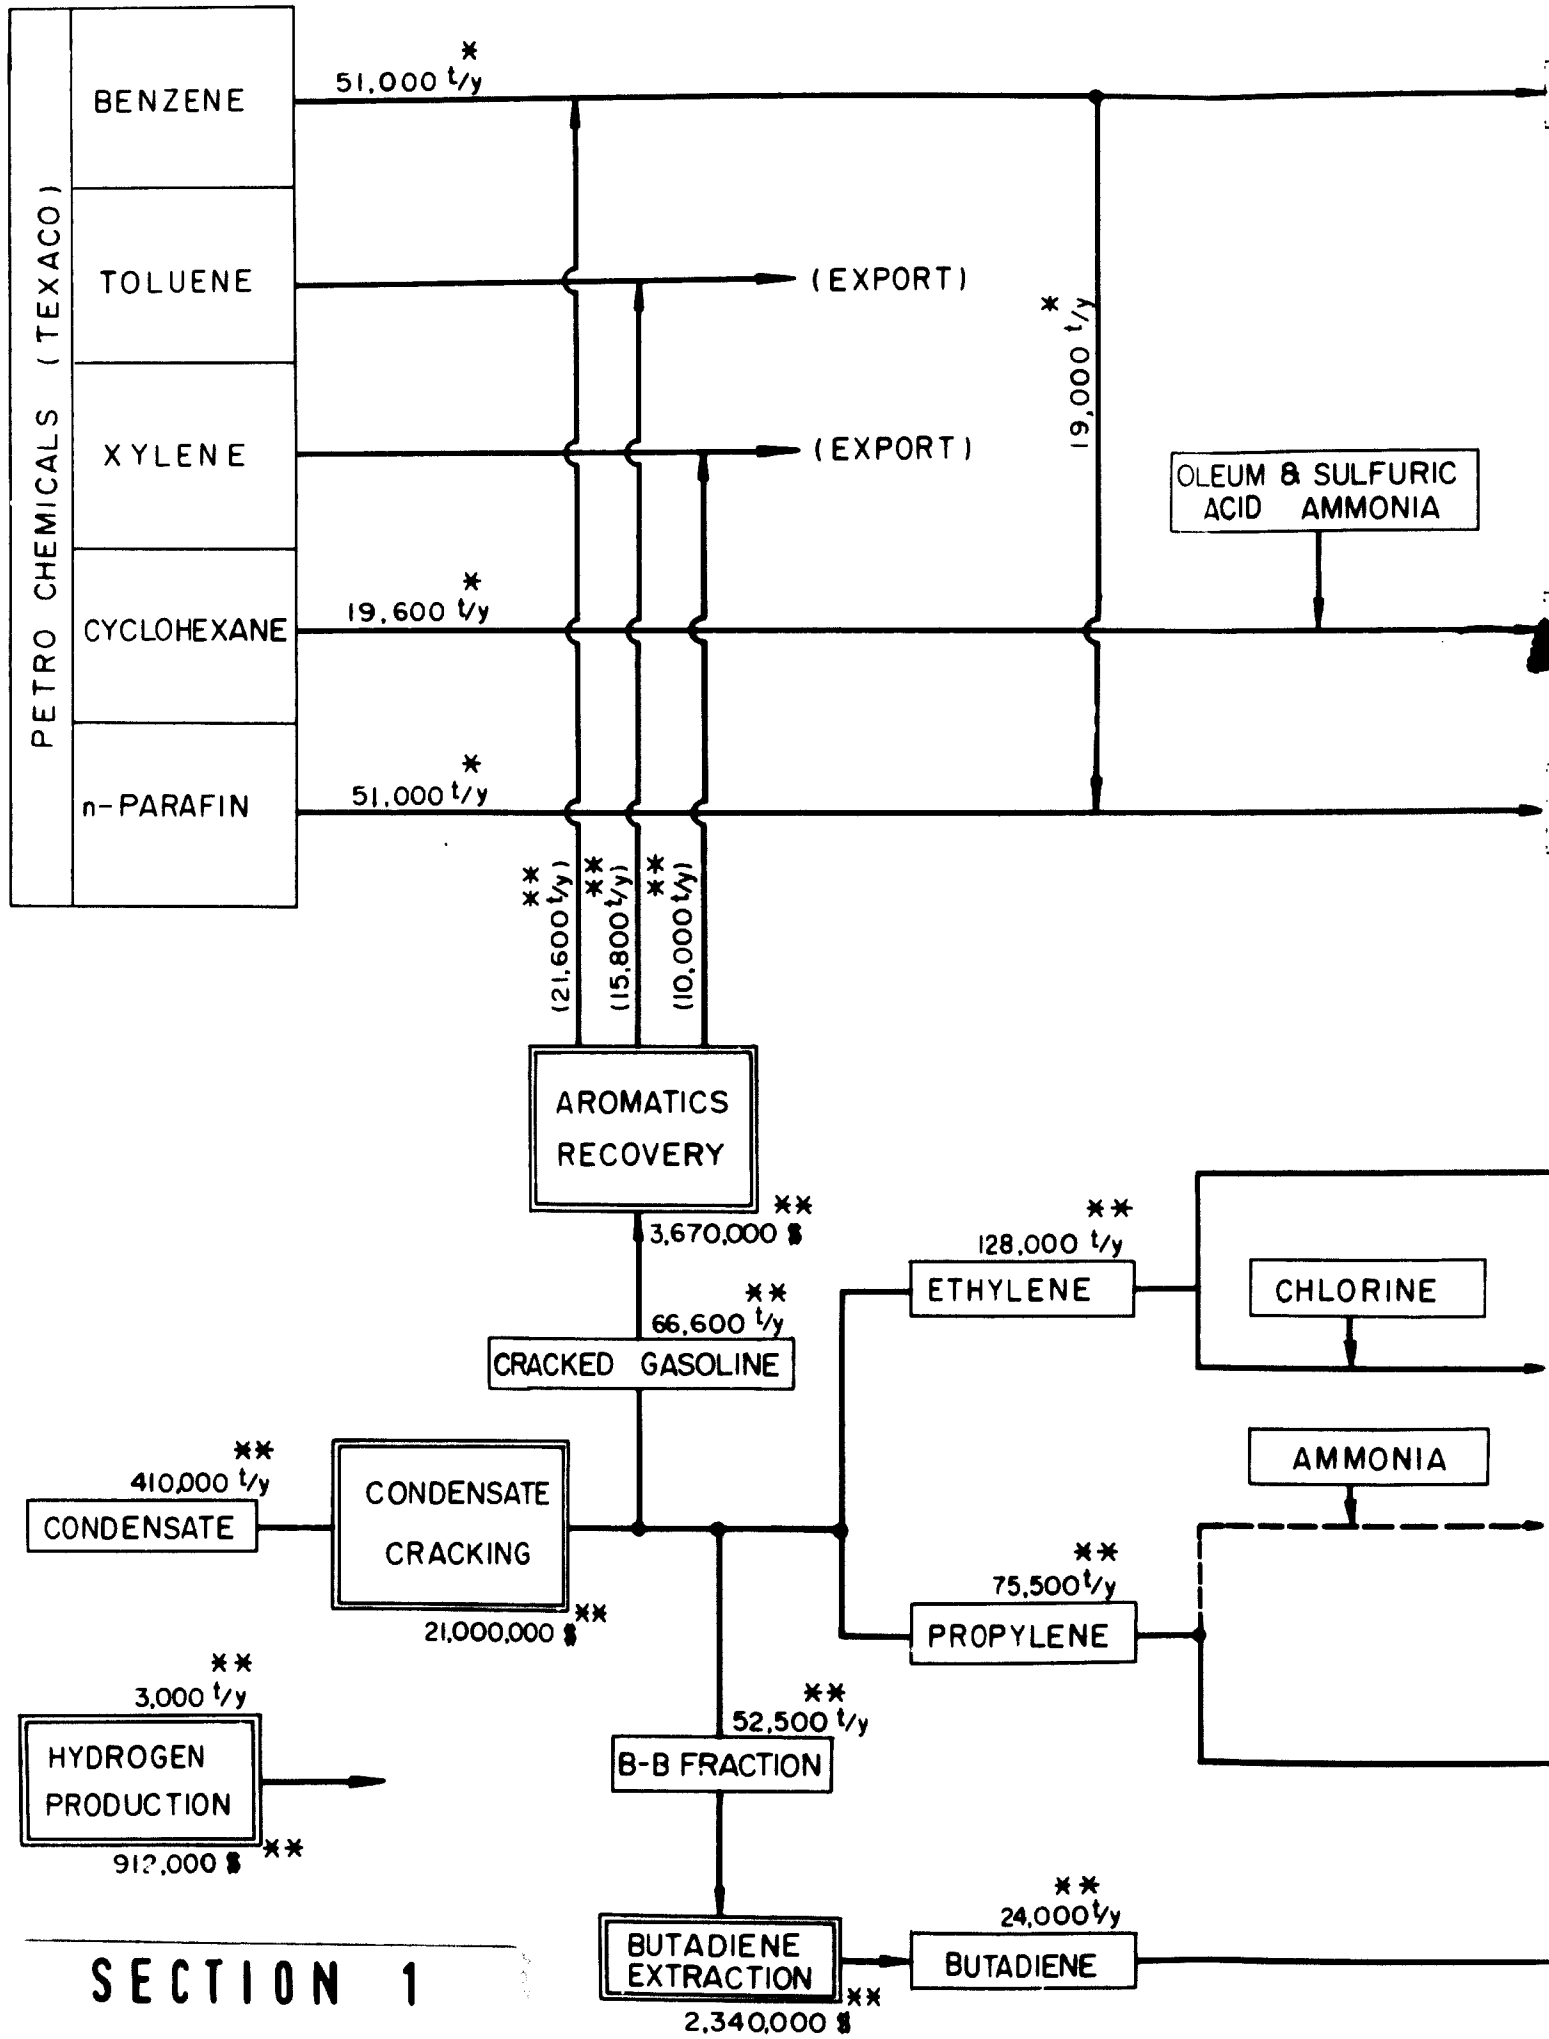 PETRO CHEMICALS (TEXACO)
BENZENE
51,000 t/y *
TOLUENE
(EXPORT)
XYLENE
(EXPORT)
19,000 t/y *
OLEUM & SULFURIC
ACID AMMONIA
CYCLOHEXANE
19,600 t/y *
n-PARAFIN
51,000 t/y *
(21,600 t/y) **
(15,800 t/y) **
(10,000 t/y) **
AROMATICS
RECOVERY
3,670,000 $ **
66,600 t/y **
CRACKED GASOLINE
128,000 t/y **
ETHYLENE
CHLORINE
410,000 t/y **
CONDENSATE
CONDENSATE
CRACKING
21,000,000 $ **
AMMONIA
75,500 t/y **
PROPYLENE
3,000 t/y **
HYDROGEN
PRODUCTION
912,000 $ **
52,500 t/y **
B-B FRACTION
BUTADIENE
EXTRACTION
2,340,000 $ **
24,000 t/y **
BUTADIENE
SECTION 1